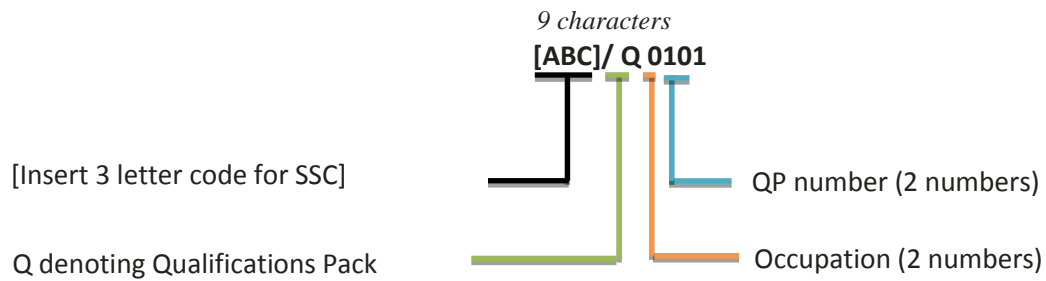 9 characters
[ABC]/ Q 0101
[Insert 3 letter code for SSC]
QP number (2 numbers)
Q denoting Qualifications Pack
Occupation (2 numbers)